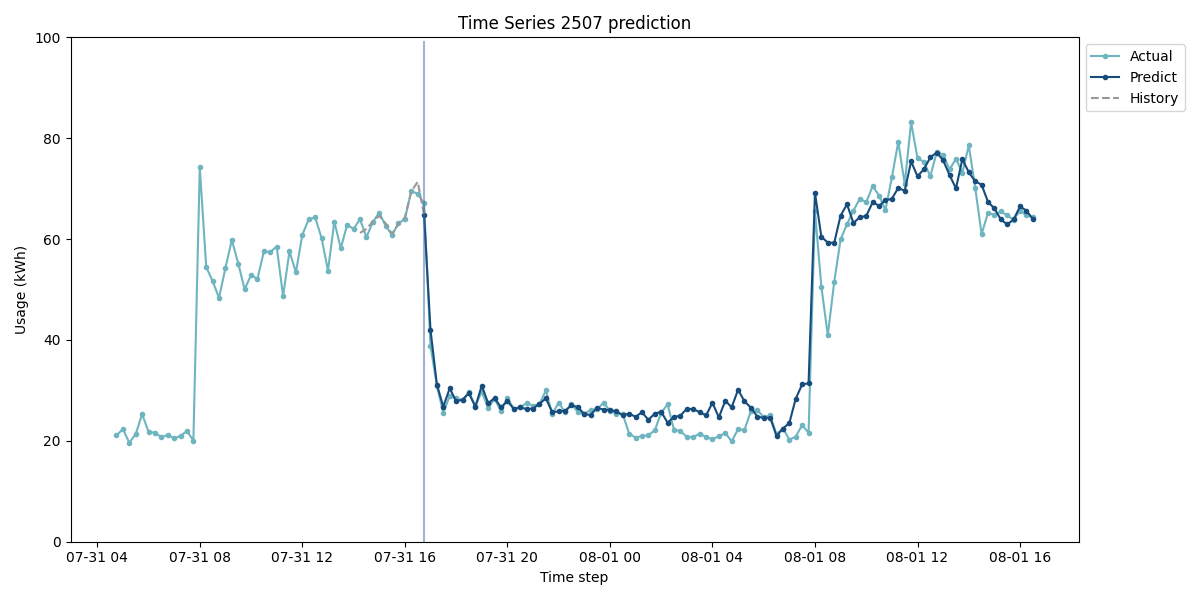 Time Series 2507 prediction
100
80
60
40
20
0
Usage (kWh)
07-31 04
07-31 08
07-31 12
07-31 16
07-31 20
08-01 00
08-01 04
08-01 08
08-01 12
08-01 16
Time step
Actual
Predict
History